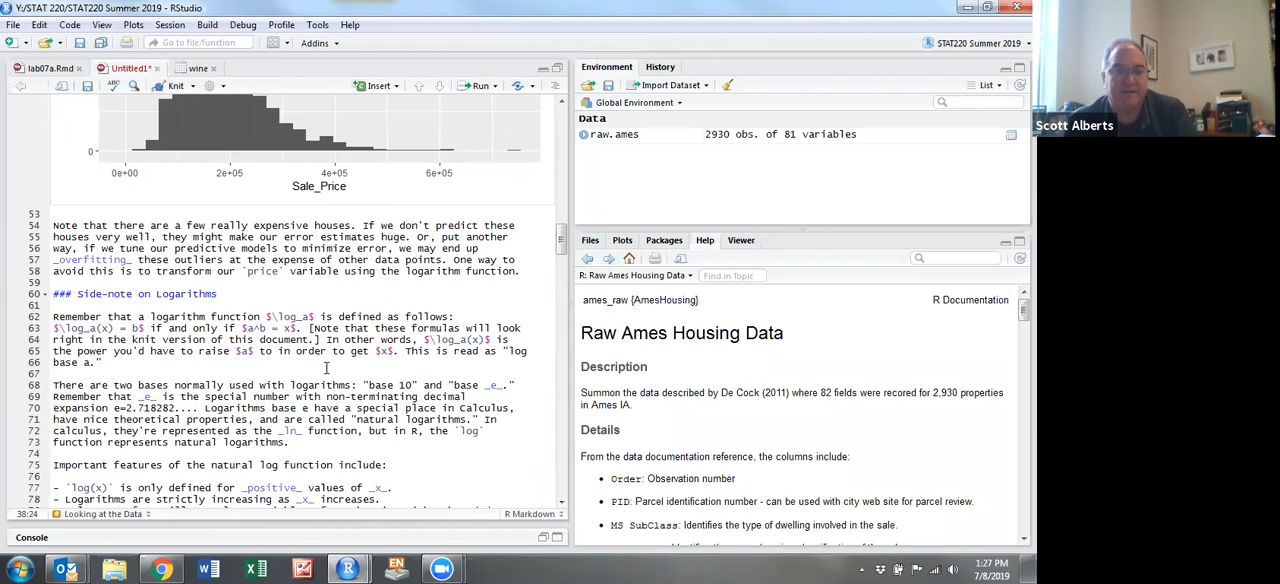 Y:/STAT 220/STAT220 Summer 2019 - RStudio
File Edit Code View Plots Session Build Debug Profile Tools Help
Go to file/function
Addins
STAT220 Summer 2019
lab07a.Rmd
Untitled1*
wine
Knit
Insert
Run
0
0e+00 2e+05 4e+05 6e+05
Sale_Price
53
54 Note that there are a few really expensive houses. If we don't predict these
55 houses very well, they might make our error estimates huge. Or, put another
56 way, if we tune our predictive models to minimize error, we may end up
57 _overfitting_ these outliers at the expense of other data points. One way to
58 avoid this is to transform our `price` variable using the logarithm function.
59
60 ### Side-note on Logarithms
61
62 Remember that a logarithm function $\log_a$ is defined as follows:
63 $\log_a(x) = b$ if and only if $a^b = x$. [Note that these formulas will look
64 right in the knit version of this document.] In other words, $\log_a(x)$ is
65 the power you'd have to raise $a$ to in order to get $x$. This is read as "log
66 base a."
67
68 There are two bases normally used with logarithms: "base 10" and "base _e_."
69 Remember that _e_ is the special number with non-terminating decimal
70 expansion e=2.718282.... Logarithms base e have a special place in Calculus,
71 have nice theoretical properties, and are called "natural logarithms." In
72 calculus, they're represented as the _ln_ function, but in R, the `log`
73 function represents natural logarithms.
74
75 Important features of the natural log function include:
76
77 - `log(x)` is only defined for _positive_ values of _x_.
78 - Logarithms are strictly increasing as _x_ increases.
38:24 Looking at the Data R Markdown
Console
Environment History
Import Dataset
List
Global Environment
Data
raw.ames 2930 obs. of 81 variables
Files Plots Packages Help Viewer
R: Raw Ames Housing Data
Find in Topic
ames_raw {AmesHousing} R Documentation
Raw Ames Housing Data
Description
Summon the data described by De Cock (2011) where 82 fields were recored for 2,930 properties
in Ames IA.
Details
From the data documentation reference, the columns include:
• Order: Observation number
• PID: Parcel identification number - can be used with city web site for parcel review.
• MS SubClass: Identifies the type of dwelling involved in the sale.
Scott Alberts
EN
1:27 PM
7/8/2019